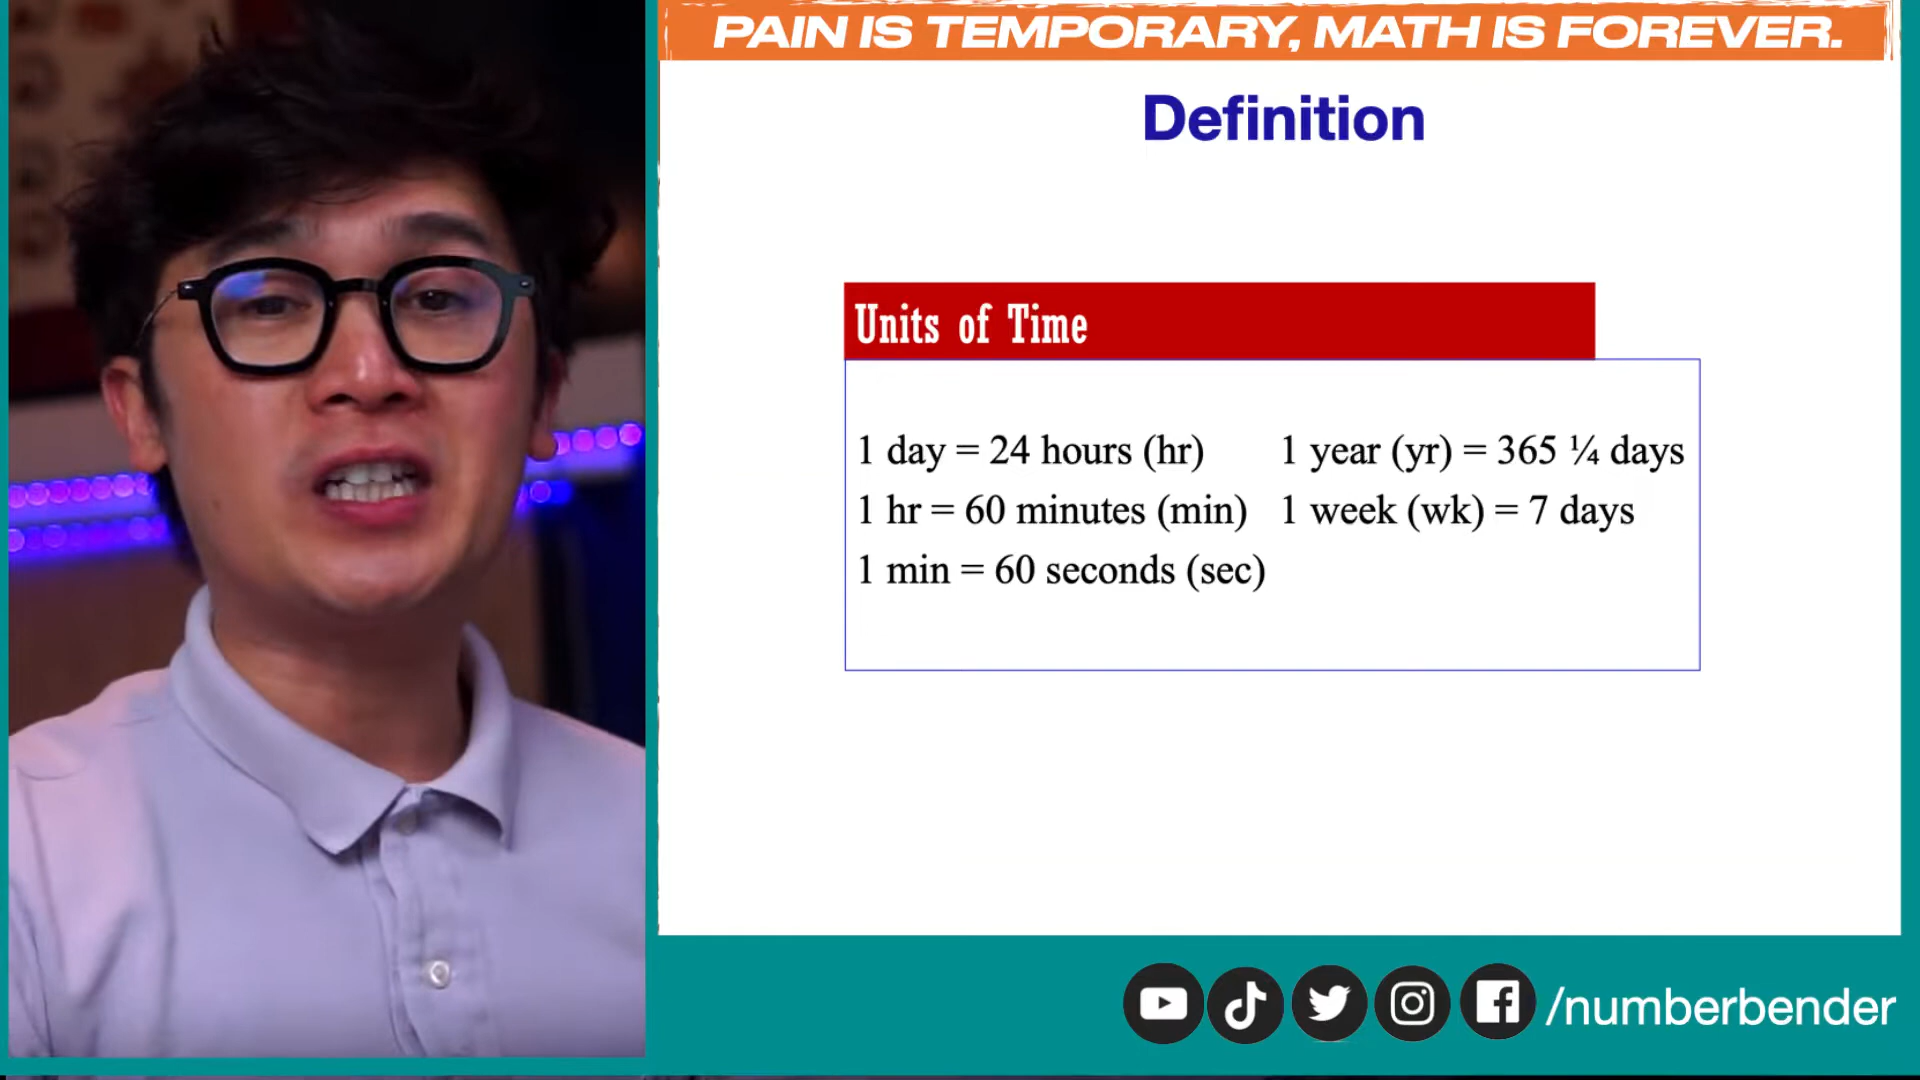 PAIN IS TEMPORARY, MATH IS FOREVER.
Definition
Units of Time
1 day = 24 hours (hr)
1 hr = 60 minutes (min)
1 min = 60 seconds (sec)
1 year (yr) = 365 ¼ days
1 week (wk) = 7 days
/numberbender